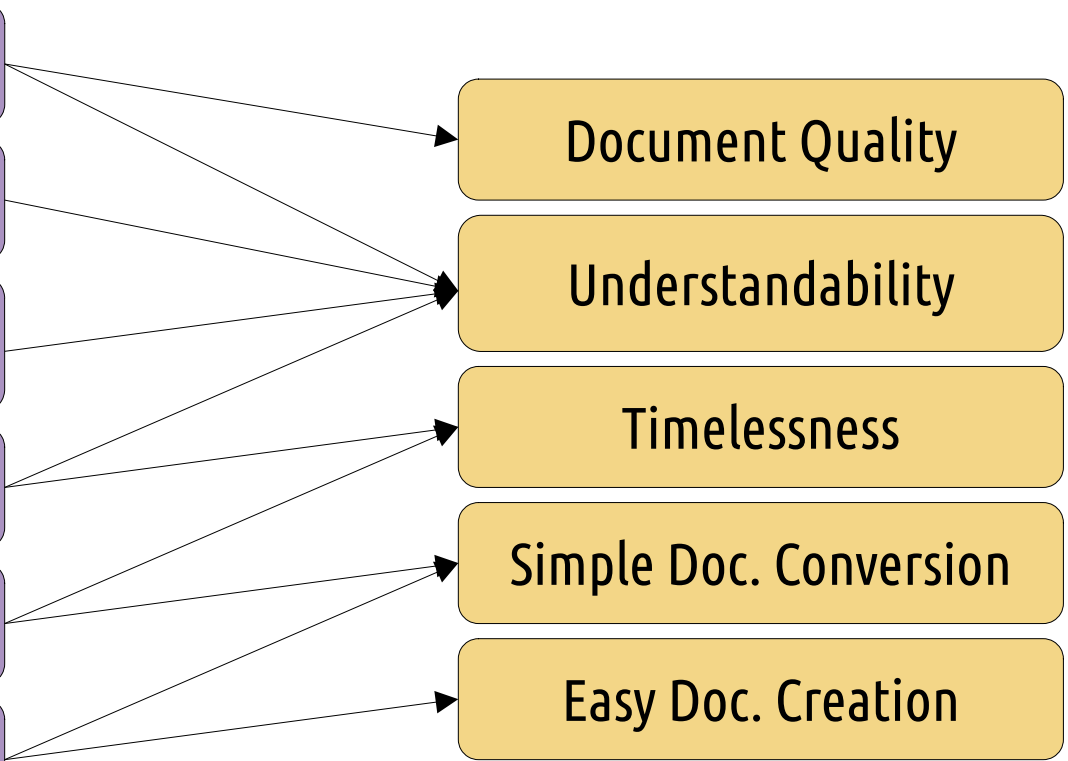 Document Quality
Understandability
Timelessness
Simple Doc. Conversion
Easy Doc. Creation